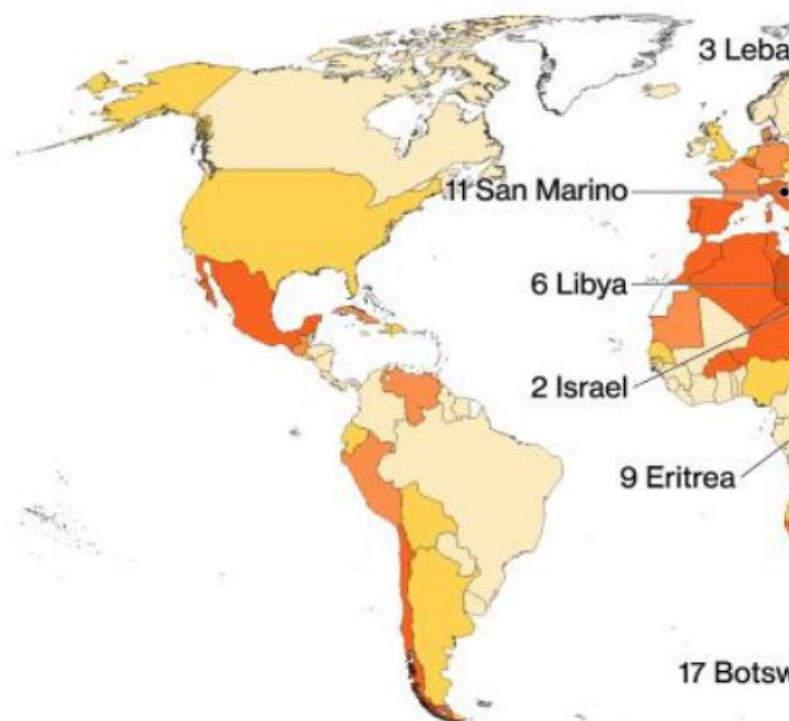 3 Leba
11 San Marino
6 Libya
2 Israel
9 Eritrea
17 Botsw